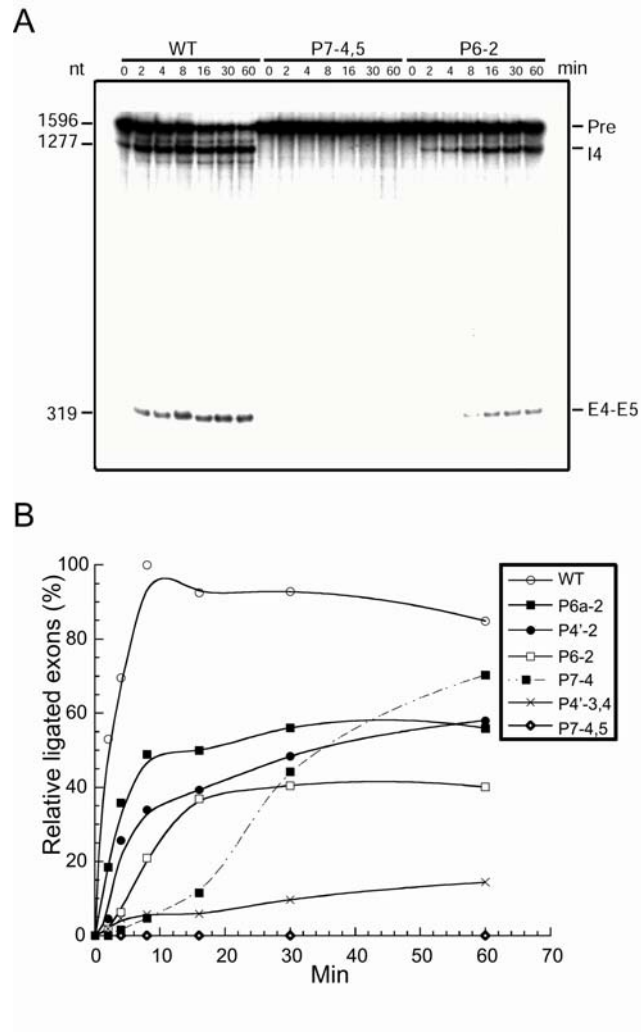 A
WT P7-4,5 P6-2
nt 0 2 4 8 16 30 60 0 2 4 8 16 30 60 0 2 4 8 16 30 60 min
1596 Pre
1277 I4
319 E4-E5
B
100
80
60
40
20
0
Relative ligated exons (%)
0 10 20 30 40 50 60 70
Min
WT
P6a-2
P4'-2
P6-2
P7-4
P4'-3,4
P7-4,5